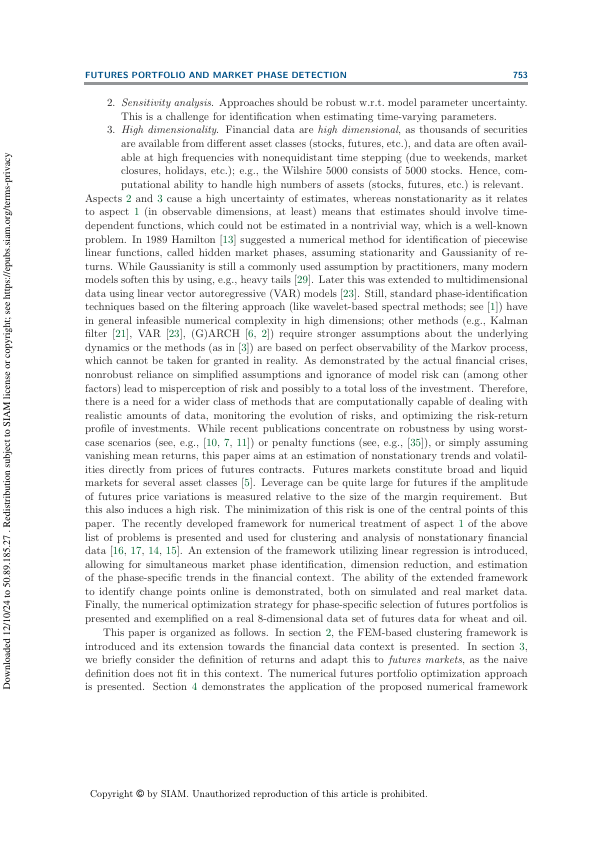 FUTURES PORTFOLIO AND MARKET PHASE DETECTION 753
2. Sensitivity analysis. Approaches should be robust w.r.t. model parameter uncertainty.
This is a challenge for identification when estimating time-varying parameters.
3. High dimensionality. Financial data are high dimensional, as thousands of securities
are available from different asset classes (stocks, futures, etc.), and data are often avail-
able at high frequencies with nonequidistant time stepping (due to weekends, market
closures, holidays, etc.); e.g., the Wilshire 5000 consists of 5000 stocks. Hence, com-
putational ability to handle high numbers of assets (stocks, futures, etc.) is relevant.
Aspects 2 and 3 cause a high uncertainty of estimates, whereas nonstationarity as it relates
to aspect 1 (in observable dimensions, at least) means that estimates should involve time-
dependent functions, which could not be estimated in a nontrivial way, which is a well-known
problem. In 1989 Hamilton [13] suggested a numerical method for identification of piecewise
linear functions, called hidden market phases, assuming stationarity and Gaussianity of re-
turns. While Gaussianity is still a commonly used assumption by practitioners, many modern
models soften this by using, e.g., heavy tails [29]. Later this was extended to multidimensional
data using linear vector autoregressive (VAR) models [23]. Still, standard phase-identification
techniques based on the filtering approach (like wavelet-based spectral methods; see [1]) have
in general infeasible numerical complexity in high dimensions; other methods (e.g., Kalman
filter [21], VAR [23], (G)ARCH [6, 2]) require stronger assumptions about the underlying
dynamics or the methods (as in [3]) are based on perfect observability of the Markov process,
which cannot be taken for granted in reality. As demonstrated by the actual financial crises,
nonrobust reliance on simplified assumptions and ignorance of model risk can (among other
factors) lead to misperception of risk and possibly to a total loss of the investment. Therefore,
there is a need for a wider class of methods that are computationally capable of dealing with
realistic amounts of data, monitoring the evolution of risks, and optimizing the risk-return
profile of investments. While recent publications concentrate on robustness by using worst-
case scenarios (see, e.g., [10, 7, 11]) or penalty functions (see, e.g., [35]), or simply assuming
vanishing mean returns, this paper aims at an estimation of nonstationary trends and volatil-
ities directly from prices of futures contracts. Futures markets constitute broad and liquid
markets for several asset classes [5]. Leverage can be quite large for futures if the amplitude
of futures price variations is measured relative to the size of the margin requirement. But
this also induces a high risk. The minimization of this risk is one of the central points of this
paper. The recently developed framework for numerical treatment of aspect 1 of the above
list of problems is presented and used for clustering and analysis of nonstationary financial
data [16, 17, 14, 15]. An extension of the framework utilizing linear regression is introduced,
allowing for simultaneous market phase identification, dimension reduction, and estimation
of the phase-specific trends in the financial context. The ability of the extended framework
to identify change points online is demonstrated, both on simulated and real market data.
Finally, the numerical optimization strategy for phase-specific selection of futures portfolios is
presented and exemplified on a real 8-dimensional data set of futures data for wheat and oil.
This paper is organized as follows. In section 2, the FEM-based clustering framework is
introduced and its extension towards the financial data context is presented. In section 3,
we briefly consider the definition of returns and adapt this to futures markets, as the naive
definition does not fit in this context. The numerical futures portfolio optimization approach
is presented. Section 4 demonstrates the application of the proposed numerical framework
Copyright © by SIAM. Unauthorized reproduction of this article is prohibited.
Downloaded 12/10/24 to 50.89.185.27 . Redistribution subject to SIAM license or copyright; see https://epubs.siam.org/terms-privacy